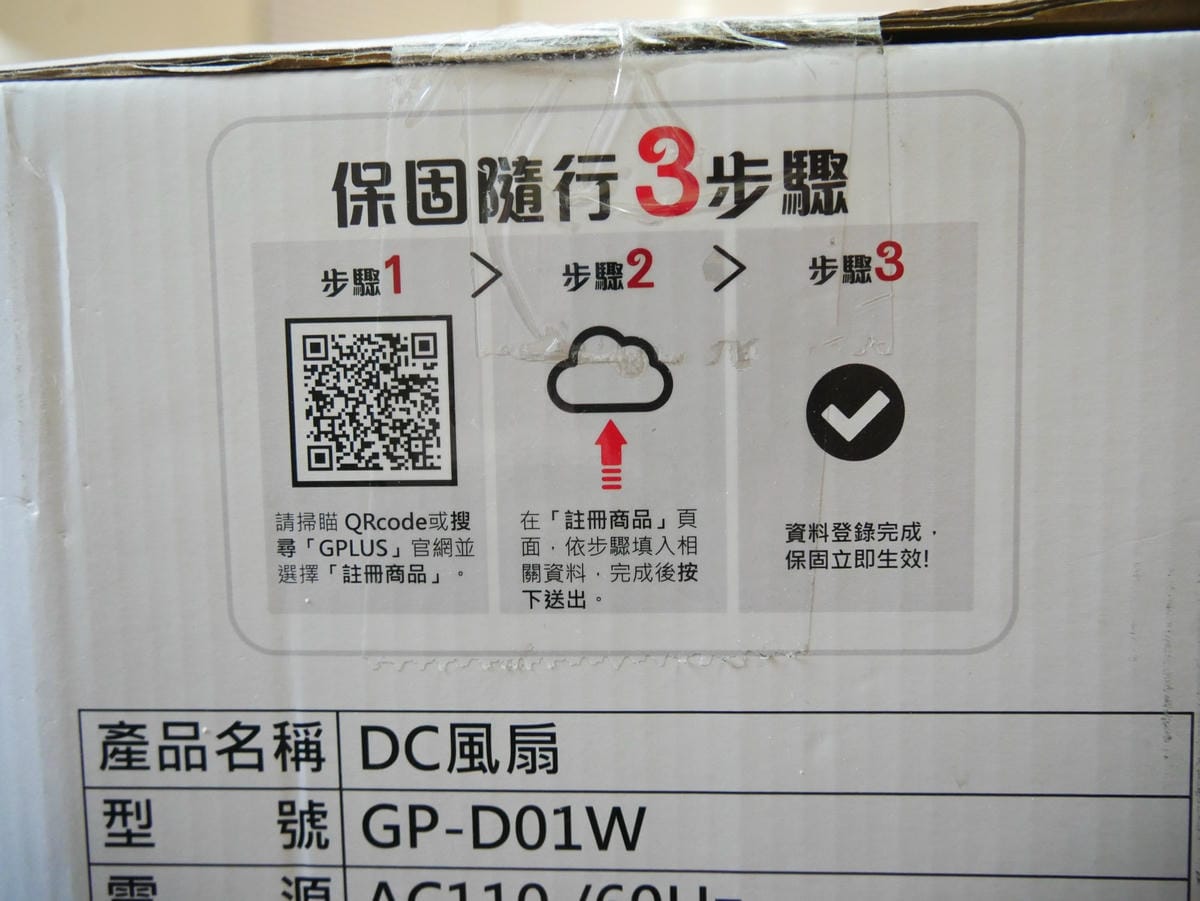 保固隨行3步驟
步驟1 > 步驟2 > 步驟3
請掃瞄 QRcode或搜
尋「GPLUS」官網並
選擇「註冊商品」。
在「註冊商品」頁
面，依步驟填入相
關資料，完成後按
下送出。
資料登錄完成，
保固立即生效!
產品名稱 DC風扇
型號 GP-D01W
電源 AC110 /60Hz